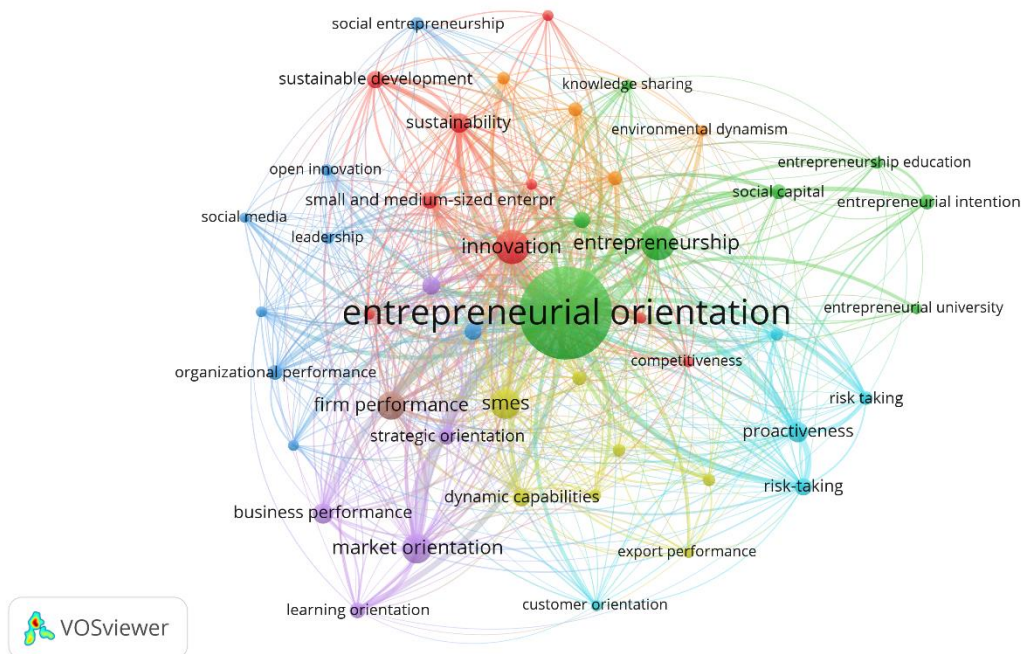 social entrepreneurship
sustainable development
knowledge sharing
sustainability
environmental dynamism
open innovation
entrepreneurship education
small and medium-sized enterpr
social capital
entrepreneurial intention
social media
leadership
innovation
entrepreneurship
entrepreneurial orientation
entrepreneurial university
organizational performance
competitiveness
firm performance
smes
risk taking
strategic orientation
proactiveness
risk-taking
dynamic capabilities
business performance
market orientation
export performance
learning orientation
customer orientation
VOSviewer